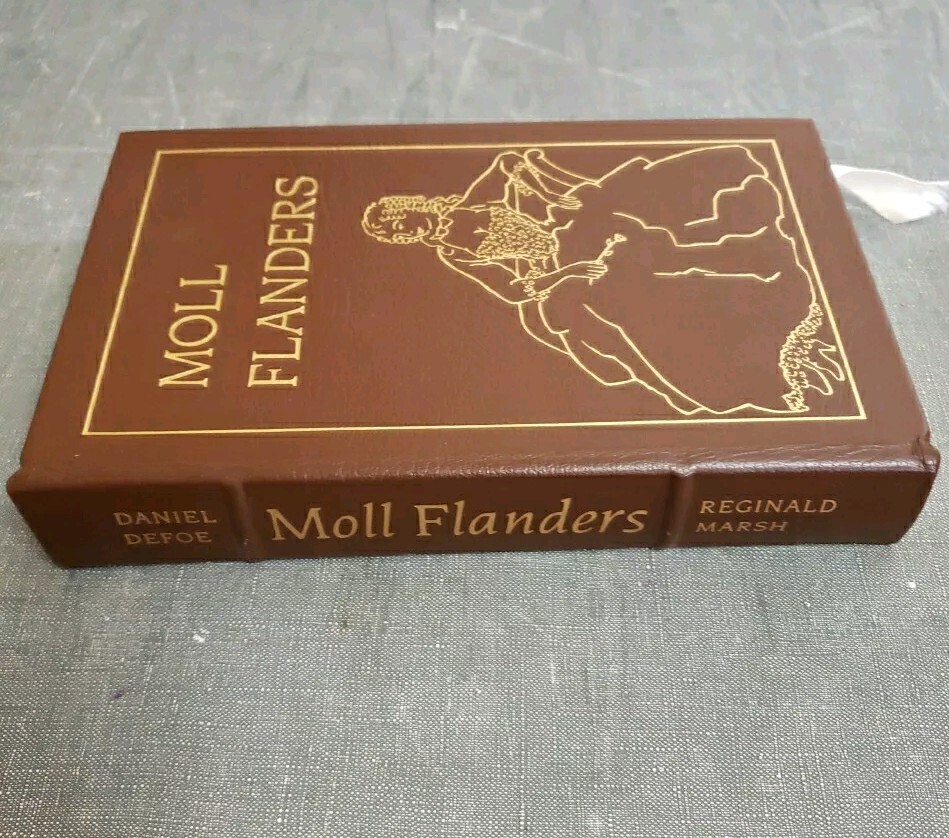 MOLL
FLANDERS
DANIEL
DEFOE
Moll Flanders
REGINALD
MARSH